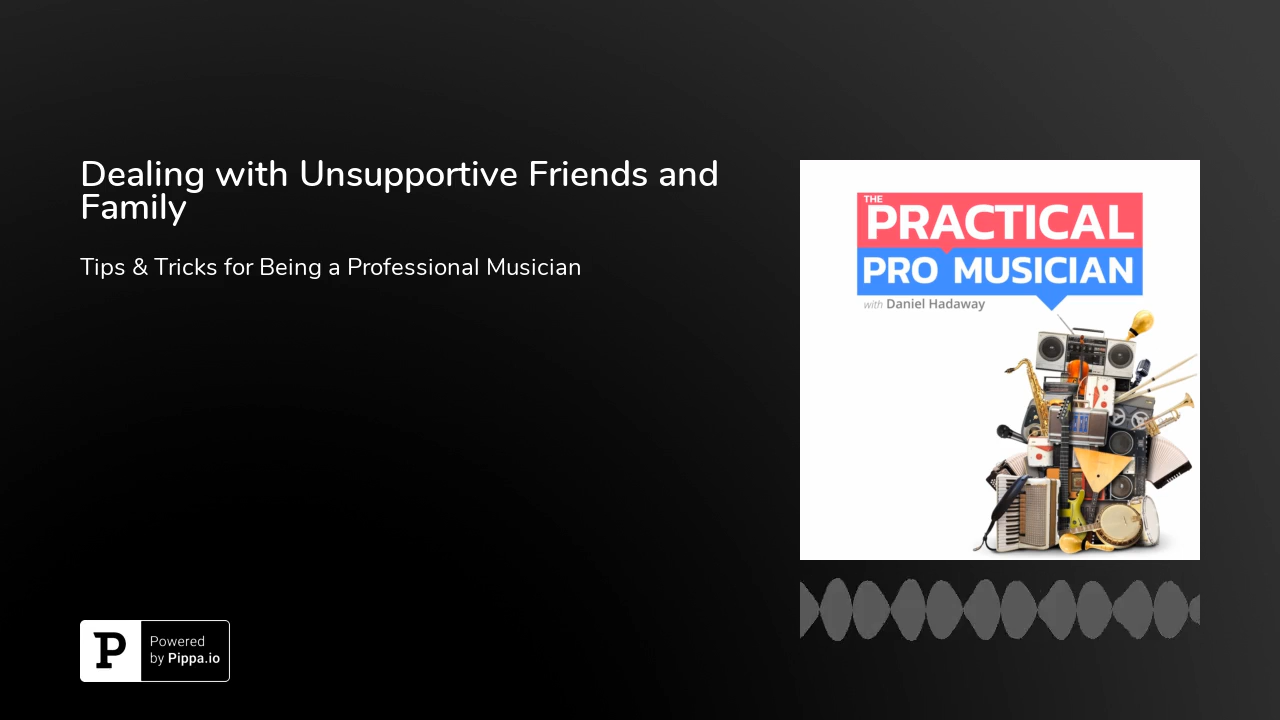 Dealing with Unsupportive Friends and
Family
Tips & Tricks for Being a Professional Musician
THE
PRACTICAL
PRO MUSICIAN
with Daniel Hadaway
P
Powered
by Pippa.io